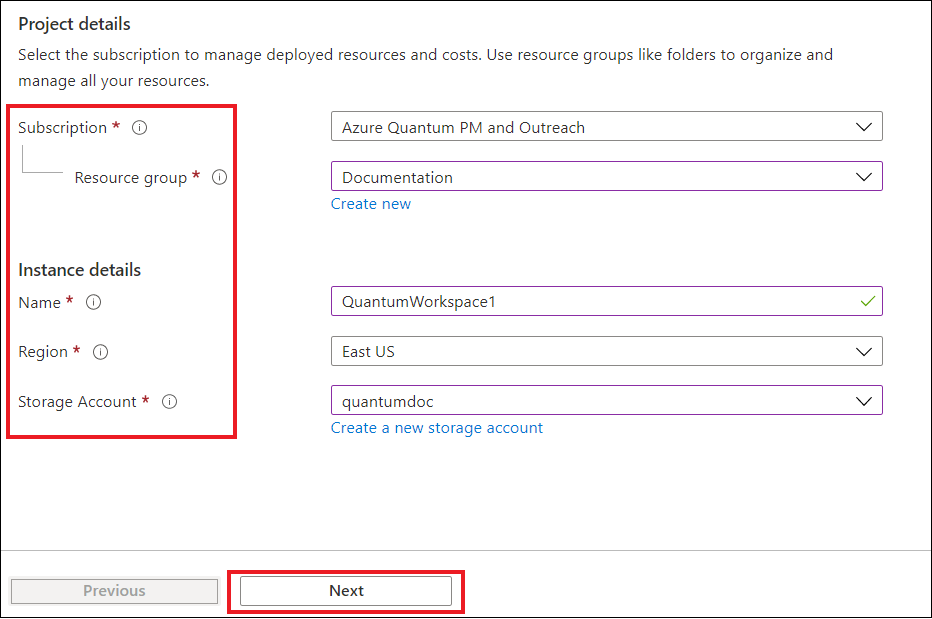 Project details
Select the subscription to manage deployed resources and costs. Use resource groups like folders to organize and
manage all your resources.
Subscription * Azure Quantum PM and Outreach
Resource group * Documentation
Create new
Instance details
Name * QuantumWorkspace1
Region * East US
Storage Account * quantumdoc
Create a new storage account
Previous Next